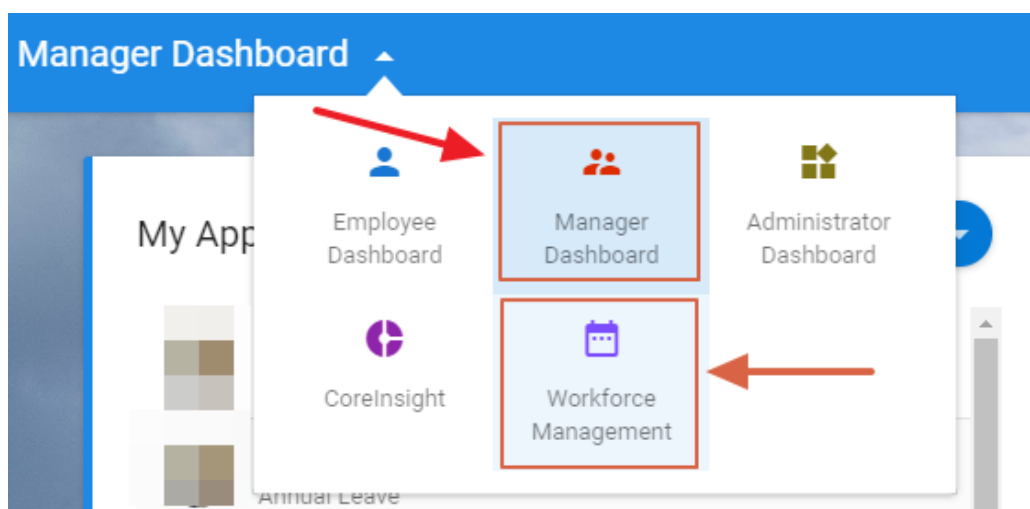 Manager Dashboard
My App
Employee
Dashboard
Manager
Dashboard
Administrator
Dashboard
CoreInsight
Workforce
Management
Annual Leave